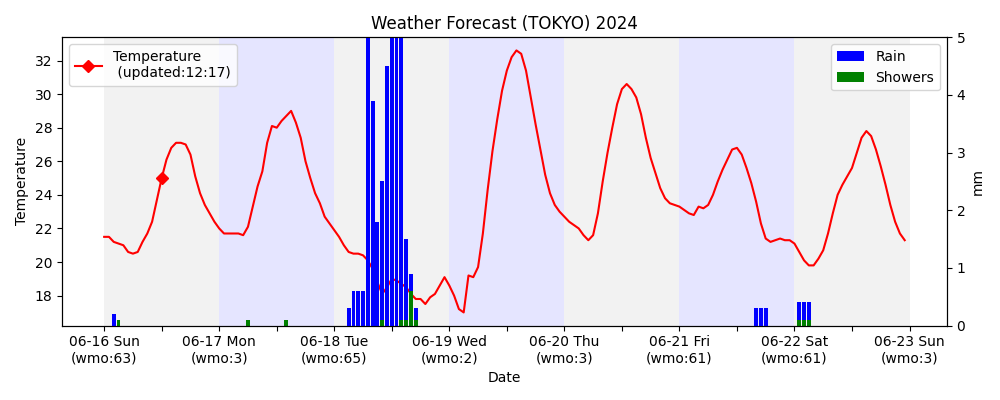 Weather Forecast (TOKYO) 2024
Temperature
(updated:12:17)
Rain
Showers
Temperature
32
30
28
26
24
22
20
18
5
4
3
2
1
0
mm
06-16 Sun
(wmo:63)
06-17 Mon
(wmo:3)
06-18 Tue
(wmo:65)
06-19 Wed
(wmo:2)
06-20 Thu
(wmo:3)
06-21 Fri
(wmo:61)
06-22 Sat
(wmo:61)
06-23 Sun
(wmo:3)
Date